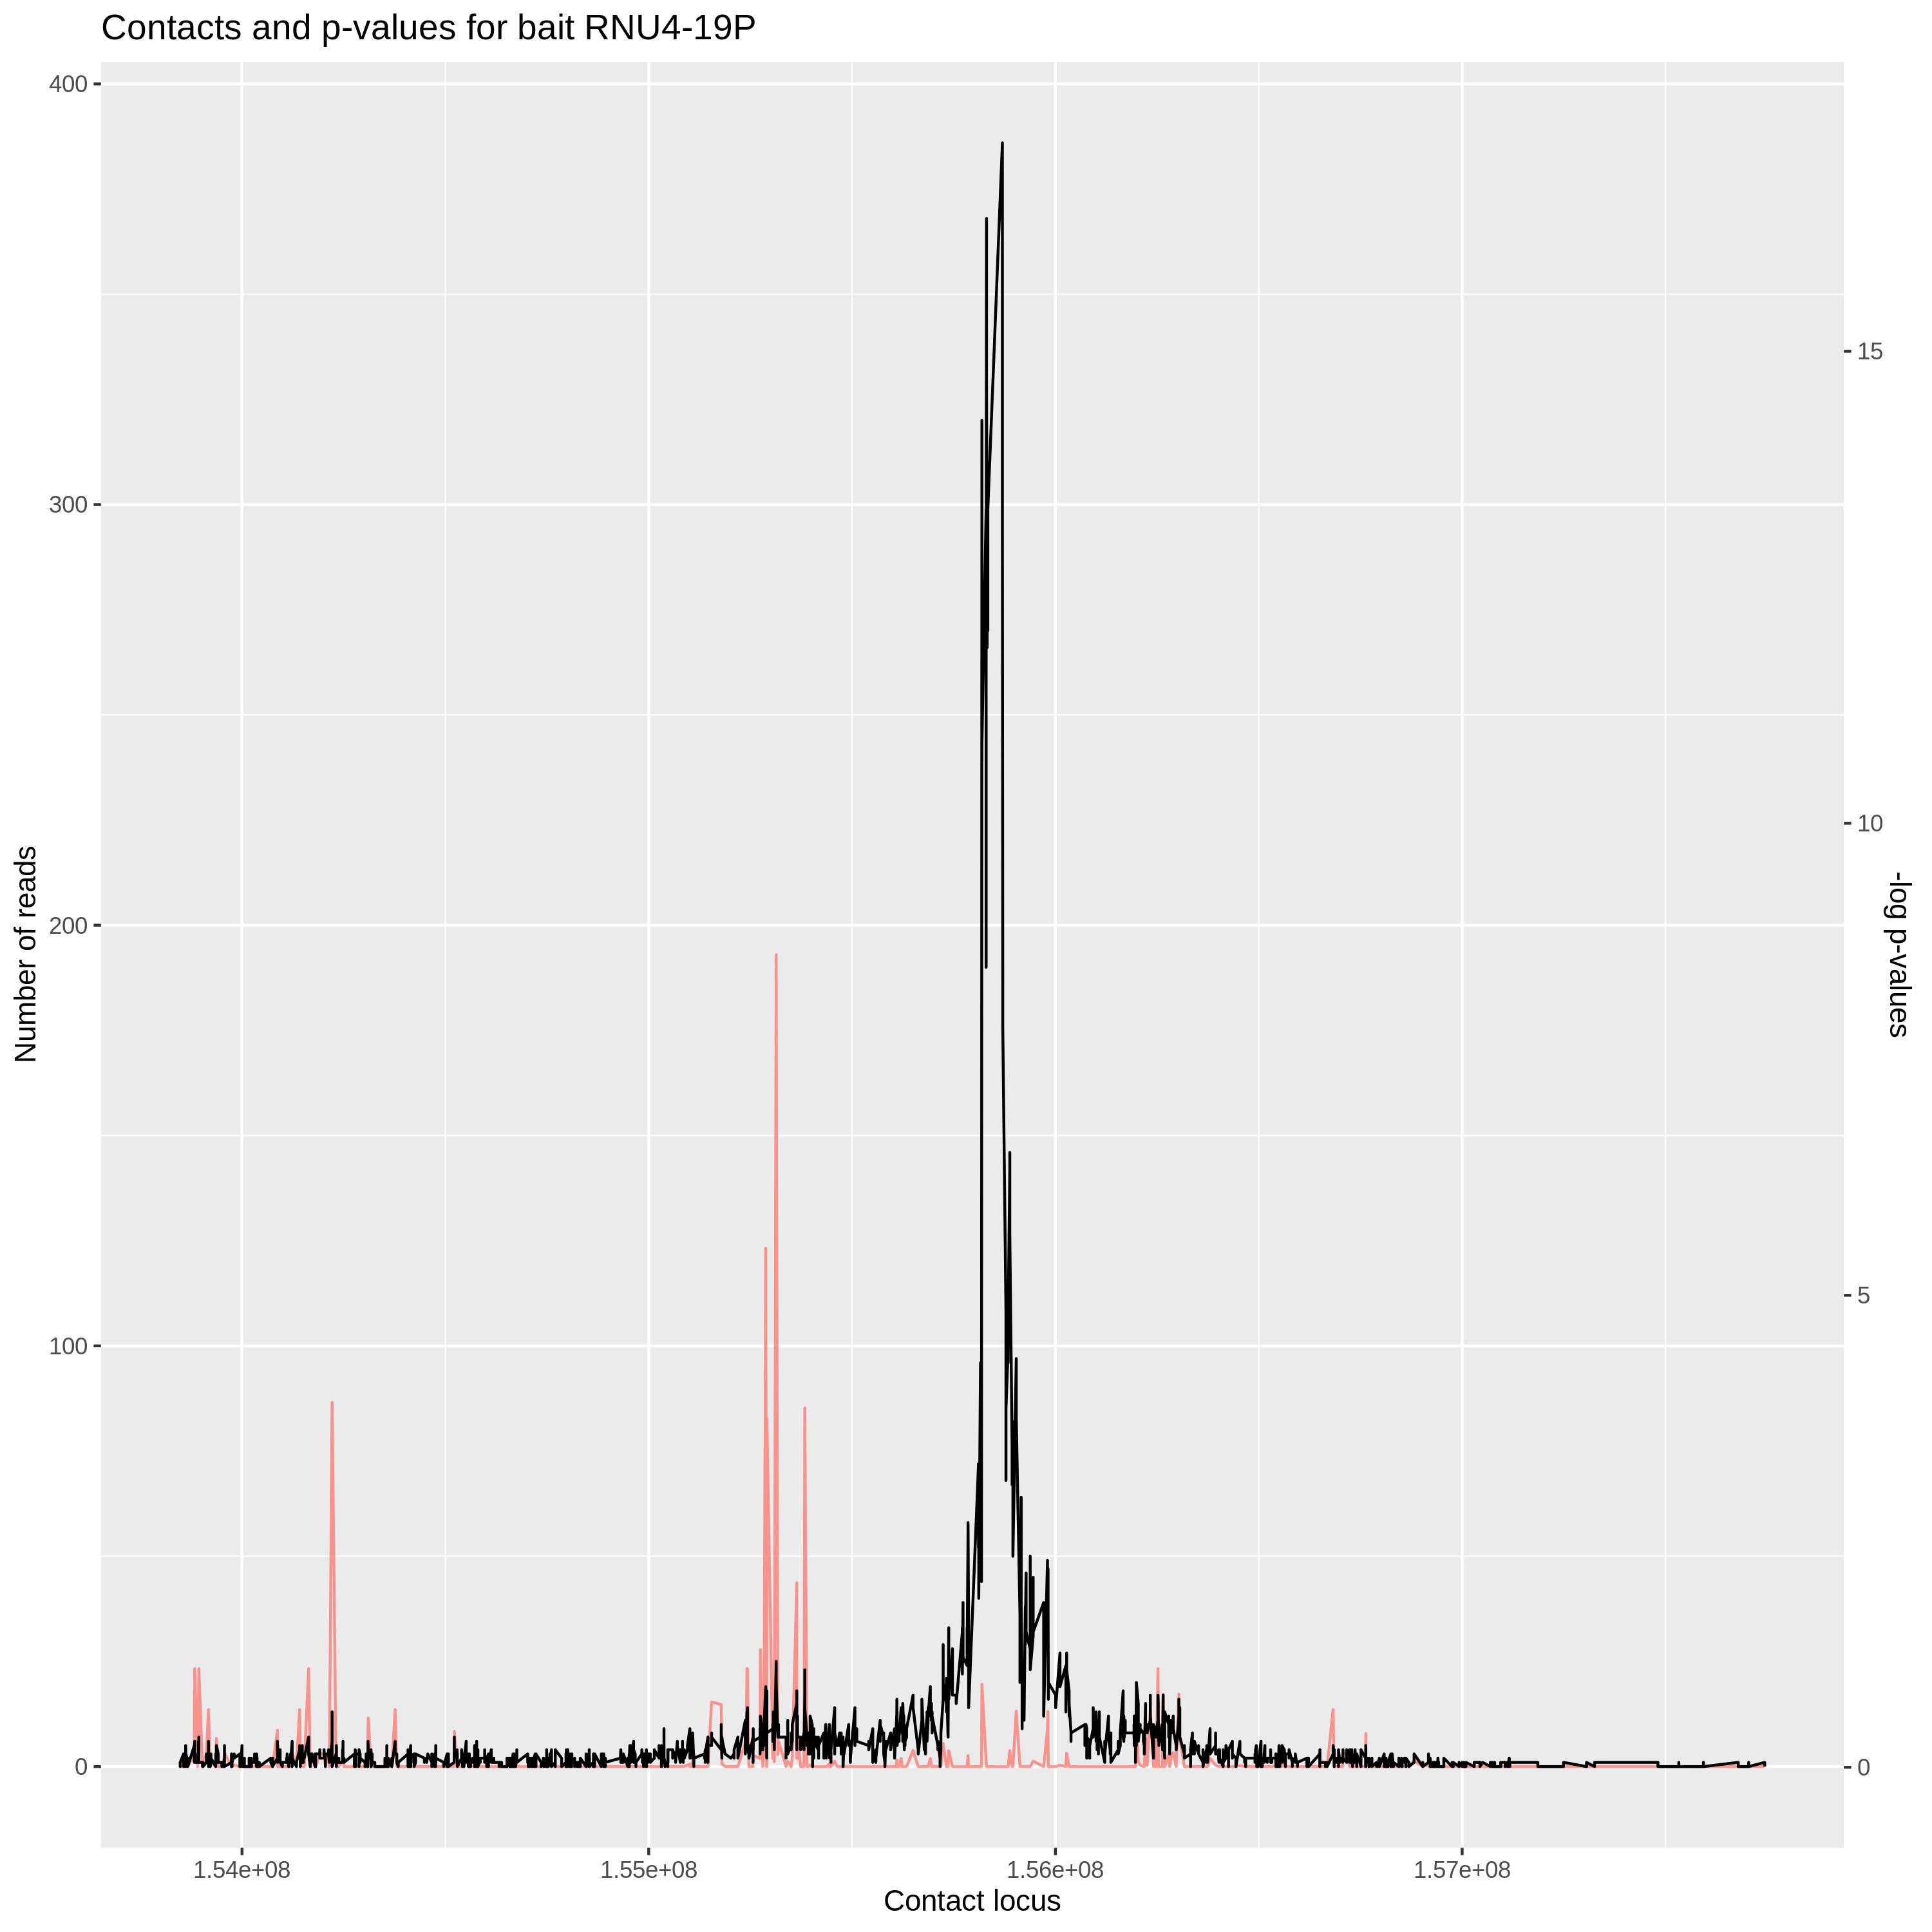 Contacts and p-values for bait RNU4-19P
400
300
200
100
0
Number of reads
15
10
5
0
-log p-values
1.54e+08
1.55e+08
1.56e+08
1.57e+08
Contact locus